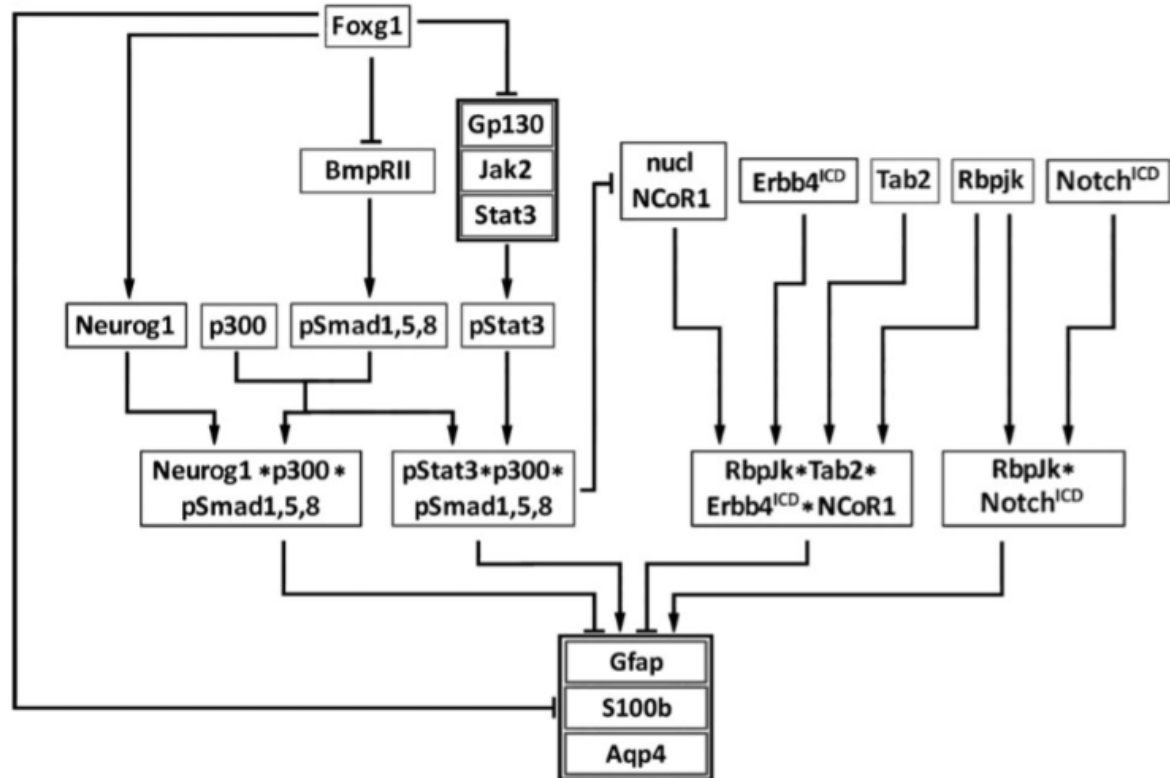 Foxg1
Gp130
Jak2
Stat3
BmpRII
nucl
NCoR1
Erbb4ᴵᶜᴰ
Tab2
Rbpjk
Notchᴵᶜᴰ
Neurog1
p300
pSmad1,5,8
pStat3
Neurog1 *p300*
pSmad1,5,8
pStat3*p300*
pSmad1,5,8
RbpJk*Tab2*
Erbb4ᴵᶜᴰ*NCoR1
RbpJk*
Notchᴵᶜᴰ
Gfap
S100b
Aqp4